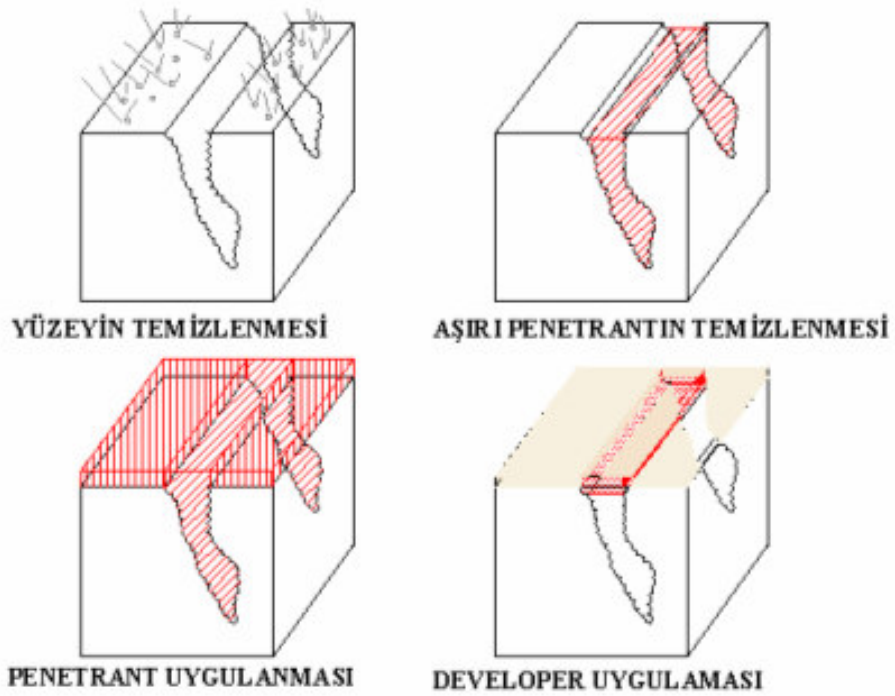 YÜZEYİN TEMİZLENMESİ
AŞIRI PENETRANTIN TEMİZLENMESİ
PENETRANT UYGULANMASI
DEVELOPER UYGULAMASI